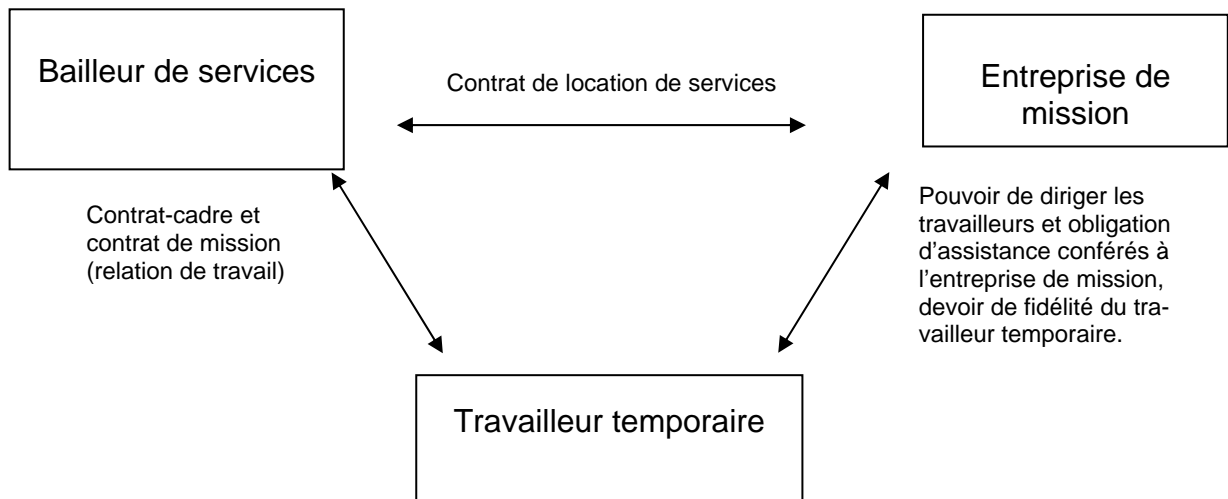 Bailleur de services
Contrat de location de services
Entreprise de
mission
Contrat-cadre et
contrat de mission
(relation de travail)
Pouvoir de diriger les
travailleurs et obligation
d’assistance conférés à
l’entreprise de mission,
devoir de fidélité du tra-
vailleur temporaire.
Travailleur temporaire